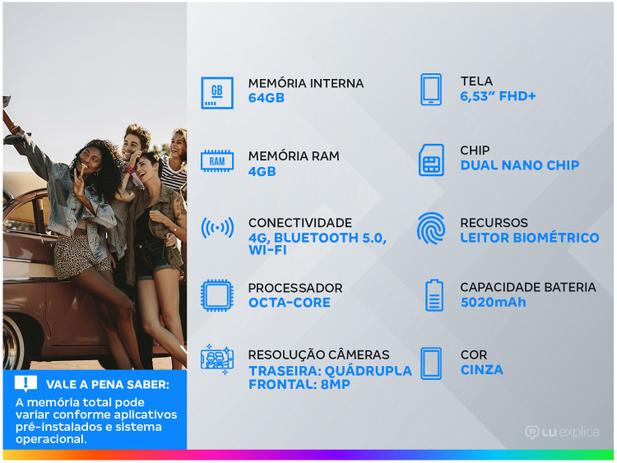 GB
MEMÓRIA INTERNA
64GB
TELA
6,53" FHD+
RAM
MEMÓRIA RAM
4GB
CHIP
DUAL NANO CHIP
CONECTIVIDADE
4G, BLUETOOTH 5.0,
WI-FI
RECURSOS
LEITOR BIOMÉTRICO
PROCESSADOR
OCTA-CORE
CAPACIDADE BATERIA
5020mAh
RESOLUÇÃO CÂMERAS
TRASEIRA: QUÁDRUPLA
FRONTAL: 8MP
COR
CINZA
! VALE A PENA SABER:
A memória total pode
variar conforme aplicativos
pré-instalados e sistema
operacional.
LU explica